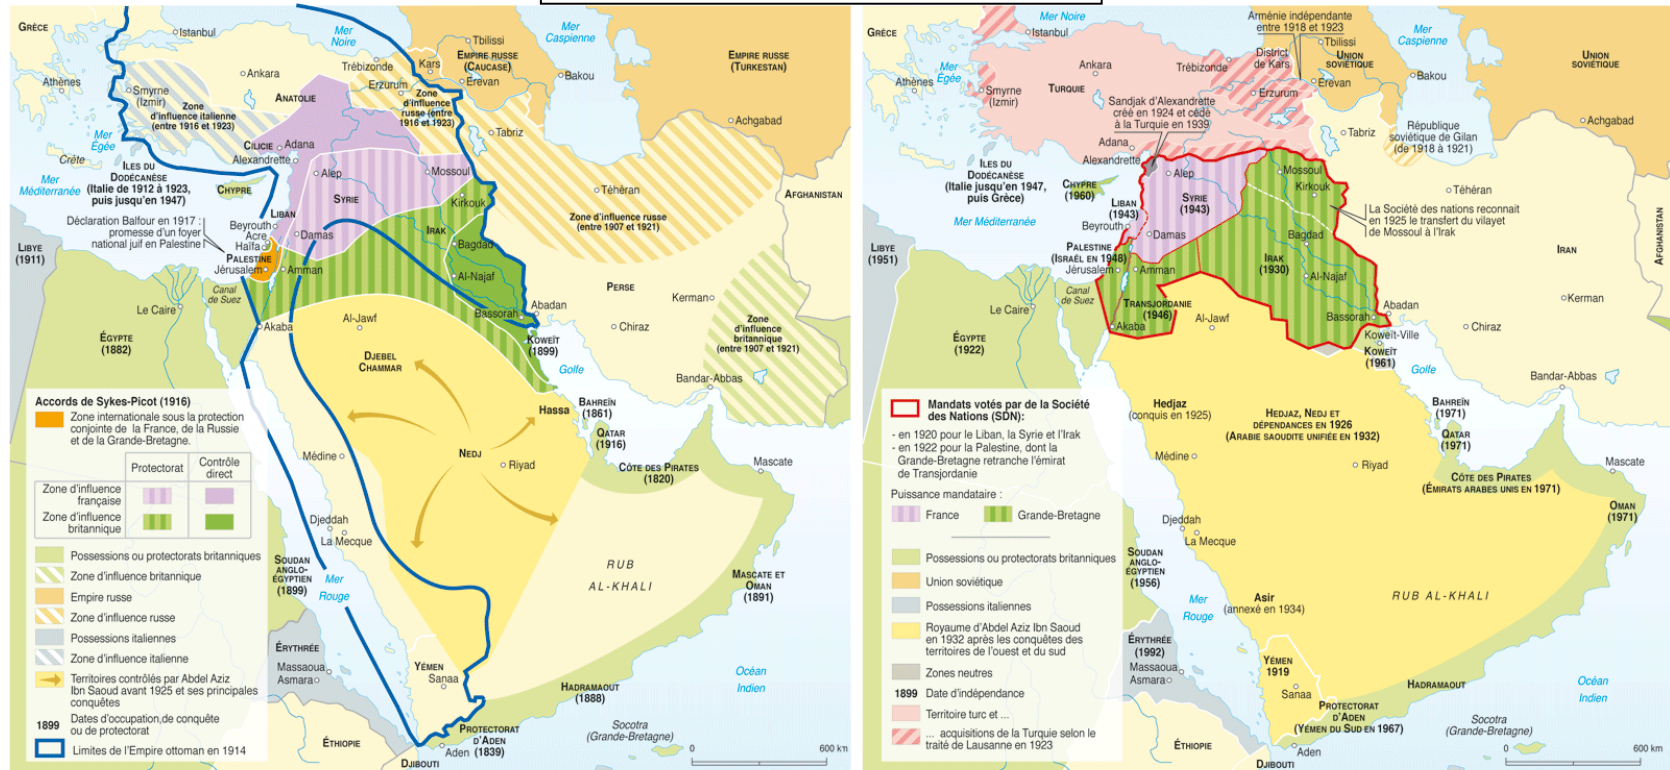 GRÈCE
Istanbul
Mer
Noire
Mer
Caspienne
Tbilissi
EMPIRE RUSSE
(CAUCASE)
EMPIRE RUSSE
(TURKESTAN)
Athènes
Ankara
Trébizonde
Kars
Erevan
Bakou
Erzurum
Smyrne
(Izmir)
ANATOLIE
Zone
d'influence italienne
(entre 1916 et 1923)
Zone
d'influence
russe (entre
1916 et 1923)
Achgabad
Tabriz
Mer
Égée
CILICIE
Adana
Alexandrette
Crète
ILES DU
DODÉCANÈSE
(Italie de 1912 à 1923,
puis jusqu'en 1947)
Mer
Méditerranée
CHYPRE
Alep
Mossoul
Téhéran
AFGHANISTAN
SYRIE
Kirkouk
Zone d'influence russe
(entre 1907 et 1921)
Déclaration Balfour en 1917 :
promesse d'un foyer
national juif en Palestine
LIBAN
Beyrouth
Acre
Haïfa
Damas
IRAK
Bagdad
LIBYE
(1911)
PALESTINE
Jérusalem
Amman
Al-Najaf
PERSE
Canal
de Suez
Le Caire
Kerman
Abadan
Bassorah
Chiraz
Akaba
Al-Jawf
Zone
d'influence
britannique
(entre 1907 et 1921)
ÉGYPTE
(1882)
KOWEÏT
(1899)
DJEBEL
CHAMMAR
Golfe
Bandar-Abbas
Accords de Sykes-Picot (1916)
Zone internationale sous la protection
conjointe de la France, de la Russie
et de la Grande-Bretagne.
Protectorat
Contrôle
direct
Zone d'influence
française
Zone d'influence
britannique
Possessions ou protectorats britanniques
Zone d'influence britannique
Empire russe
Zone d'influence russe
Possessions italiennes
Zone d'influence italienne
Territoires contrôlés par Abdel Aziz
Ibn Saoud avant 1925 et ses principales
conquêtes
1899
Dates d'occupation,de conquête
ou de protectorat
Limites de l'Empire ottoman en 1914
Hassa
BAHREÏN
(1861)
QATAR
(1916)
NEDJ
Médine
Riyad
CÔTE DES PIRATES
(1820)
Mascate
Djeddah
La Mecque
SOUDAN
ANGLO-
ÉGYPTIEN
(1899)
Mer
Rouge
RUB
AL-KHALI
MASCATE ET
OMAN
(1891)
ÉRYTHRÉE
Massaoua
Asmara
YÉMEN
Sanaa
Océan
Indien
HADRAMAOUT
(1888)
PROTECTORAT
D'ADEN
(1839)
Aden
Socotra
(Grande-Bretagne)
ÉTHIOPIE
DJIBOUTI
0
600 km
GRÈCE
Mer Noire
Istanbul
Arménie indépendante
entre 1918 et 1923
Mer
Caspienne
Tbilissi
UNION
SOVIÉTIQUE
UNION
SOVIÉTIQUE
District
de Kars
Mer
Égée
Athènes
Ankara
Trébizonde
Erevan
Bakou
Smyrne
(Izmir)
TURQUIE
Erzurum
Sandjak d'Alexandrette
créé en 1924 et cédé
à la Turquie en 1939
Achgabad
Tabriz
République
soviétique de Gilan
(de 1918 à 1921)
Adana
Alexandrette
ILES DU
DODÉCANÈSE
(Italie jusqu'en 1947,
puis Grèce)
CHYPRE
(1960)
Alep
Mossoul
Kirkouk
Téhéran
SYRIE
(1943)
Mer Méditerranée
LIBAN
(1943)
Beyrouth
Damas
La Société des nations reconnait
en 1925 le transfert du vilayet
de Mossoul à l'Irak
AFGHANISTAN
LIBYE
(1951)
PALESTINE
(ISRAËL EN 1948)
Jérusalem
Amman
Bagdad
IRAK
(1930)
Al-Najaf
IRAN
Canal
de Suez
Le Caire
TRANSJORDANIE
(1946)
Akaba
Al-Jawf
Abadan
Bassorah
Kerman
Chiraz
ÉGYPTE
(1922)
Koweït-Ville
KOWEÏT
(1961)
Golfe
Bandar-Abbas
Mandats votés par de la Société
des Nations (SDN):
- en 1920 pour le Liban, la Syrie et l'Irak
- en 1922 pour la Palestine, dont la
Grande-Bretagne retranche l'émirat
de Transjordanie
Puissance mandataire :
France
Grande-Bretagne
Possessions ou protectorats britanniques
Union soviétique
Possessions italiennes
Royaume d'Abdel Aziz Ibn Saoud
en 1932 après les conquêtes des
territoires de l'ouest et du sud
Zones neutres
1899
Date d'indépendance
Territoire turc et ...
... acquisitions de la Turquie selon le
traité de Lausanne en 1923
Hedjaz
(conquis en 1925)
HEDJAZ, NEDJ ET
DÉPENDANCES EN 1926
(ARABIE SAOUDITE UNIFIÉE EN 1932)
BAHREÏN
(1971)
QATAR
(1971)
Médine
Riyad
CÔTE DES PIRATES
(ÉMIRATS ARABES UNIS EN 1971)
Mascate
OMAN
(1971)
Djeddah
La Mecque
SOUDAN
ANGLO-
ÉGYPTIEN
(1956)
Mer
Rouge
Asir
(annexé en 1934)
RUB AL-KHALI
ÉRYTHRÉE
(1992)
Massaoua
Asmara
YÉMEN
1919
Sanaa
Océan
Indien
HADRAMAOUT
PROTECTORAT
D'ADEN
(YÉMEN DU SUD EN 1967)
Aden
Socotra
(Grande-Bretagne)
ÉTHIOPIE
DJIBOUTI
0
600 km